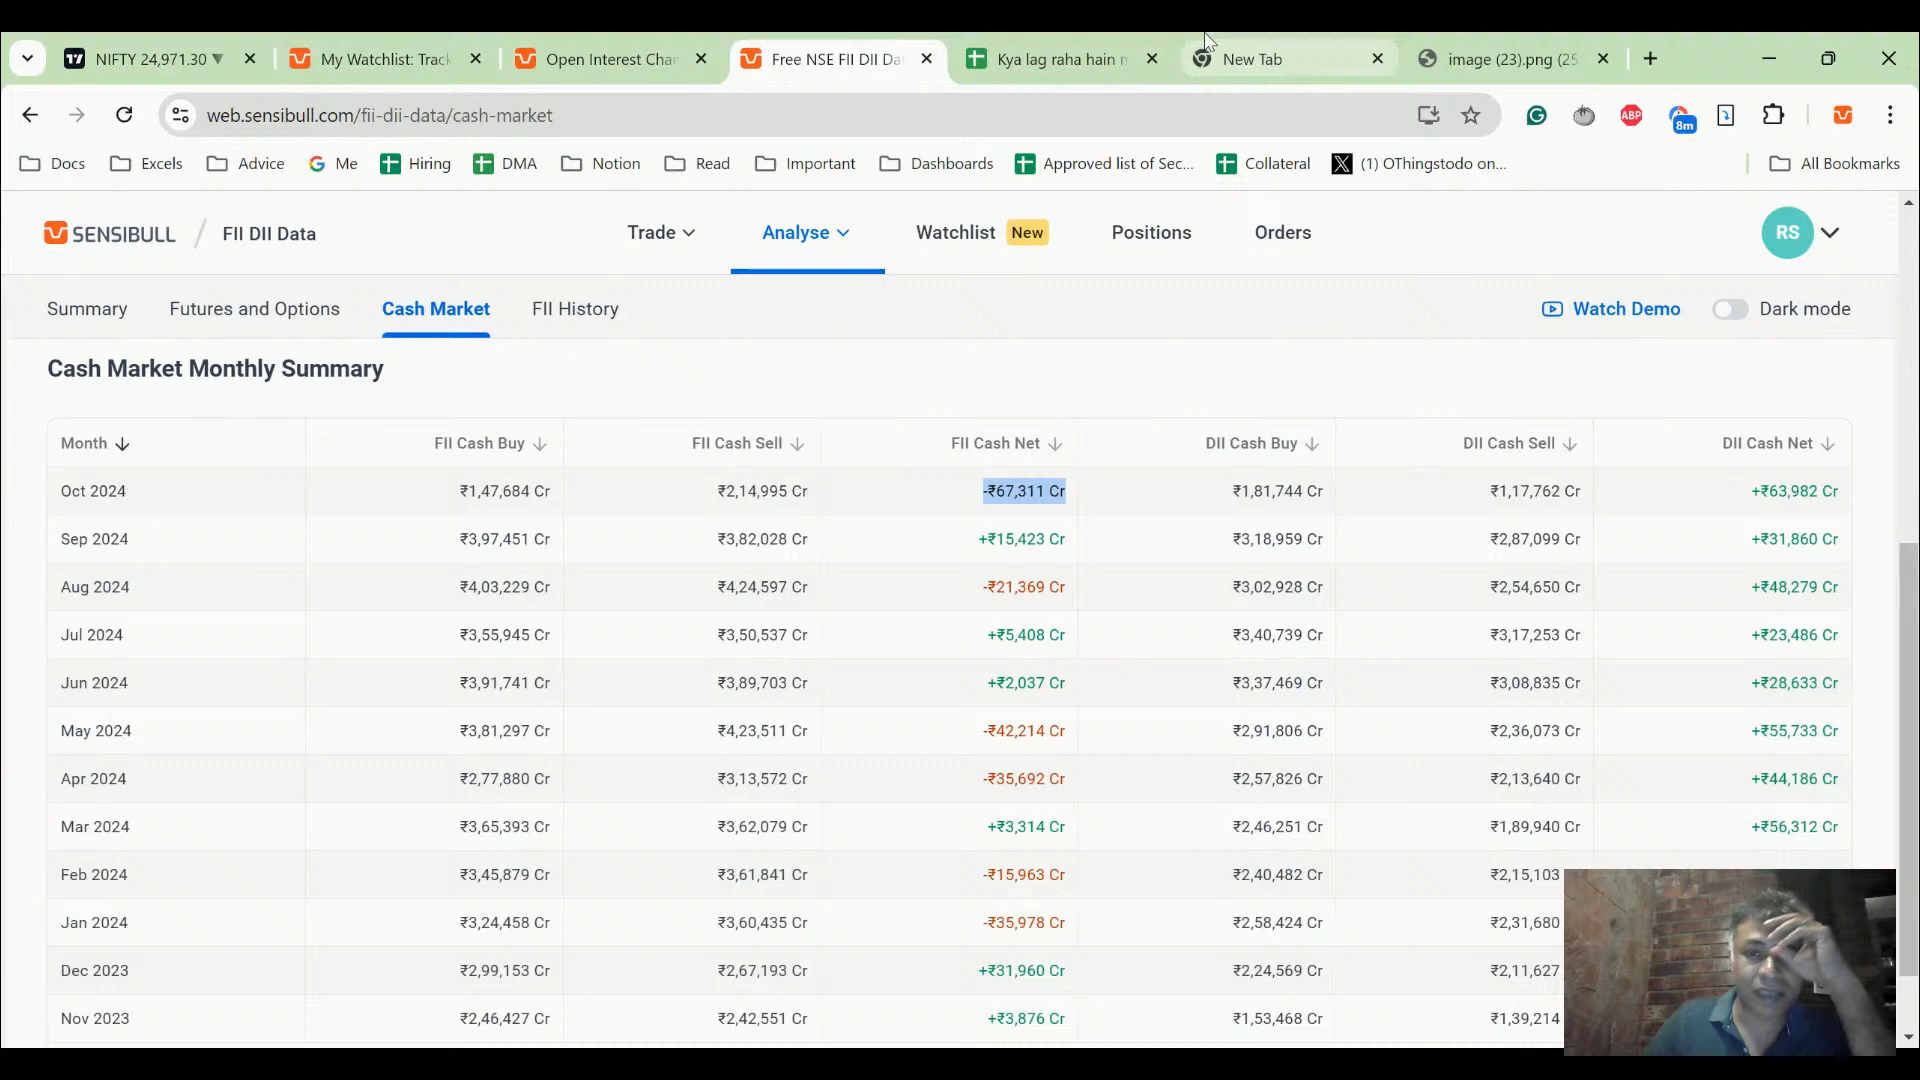 NIFTY 24,971.30 ▼
My Watchlist: Track
Open Interest Char
Free NSE FII DII Da
Kya lag raha hain n
New Tab
image (23).png (25
web.sensibull.com/fii-dii-data/cash-market
ABP
8m
Docs
Excels
Advice
Me
Hiring
DMA
Notion
Read
Important
Dashboards
Approved list of Sec...
Collateral
(1) OThingstodo on...
All Bookmarks
SENSIBULL / FII DII Data
Trade
Analyse
Watchlist New
Positions
Orders
RS
Summary
Futures and Options
Cash Market
FII History
Watch Demo
Dark mode
Cash Market Monthly Summary
Month ↓ FII Cash Buy ↓ FII Cash Sell ↓ FII Cash Net ↓ DII Cash Buy ↓ DII Cash Sell ↓ DII Cash Net ↓
Oct 2024 ₹1,47,684 Cr ₹2,14,995 Cr -₹67,311 Cr ₹1,81,744 Cr ₹1,17,762 Cr +₹63,982 Cr
Sep 2024 ₹3,97,451 Cr ₹3,82,028 Cr +₹15,423 Cr ₹3,18,959 Cr ₹2,87,099 Cr +₹31,860 Cr
Aug 2024 ₹4,03,229 Cr ₹4,24,597 Cr -₹21,369 Cr ₹3,02,928 Cr ₹2,54,650 Cr +₹48,279 Cr
Jul 2024 ₹3,55,945 Cr ₹3,50,537 Cr +₹5,408 Cr ₹3,40,739 Cr ₹3,17,253 Cr +₹23,486 Cr
Jun 2024 ₹3,91,741 Cr ₹3,89,703 Cr +₹2,037 Cr ₹3,37,469 Cr ₹3,08,835 Cr +₹28,633 Cr
May 2024 ₹3,81,297 Cr ₹4,23,511 Cr -₹42,214 Cr ₹2,91,806 Cr ₹2,36,073 Cr +₹55,733 Cr
Apr 2024 ₹2,77,880 Cr ₹3,13,572 Cr -₹35,692 Cr ₹2,57,826 Cr ₹2,13,640 Cr +₹44,186 Cr
Mar 2024 ₹3,65,393 Cr ₹3,62,079 Cr +₹3,314 Cr ₹2,46,251 Cr ₹1,89,940 Cr +₹56,312 Cr
Feb 2024 ₹3,45,879 Cr ₹3,61,841 Cr -₹15,963 Cr ₹2,40,482 Cr ₹2,15,103
Jan 2024 ₹3,24,458 Cr ₹3,60,435 Cr -₹35,978 Cr ₹2,58,424 Cr ₹2,31,680
Dec 2023 ₹2,99,153 Cr ₹2,67,193 Cr +₹31,960 Cr ₹2,24,569 Cr ₹2,11,627
Nov 2023 ₹2,46,427 Cr ₹2,42,551 Cr +₹3,876 Cr ₹1,53,468 Cr ₹1,39,214